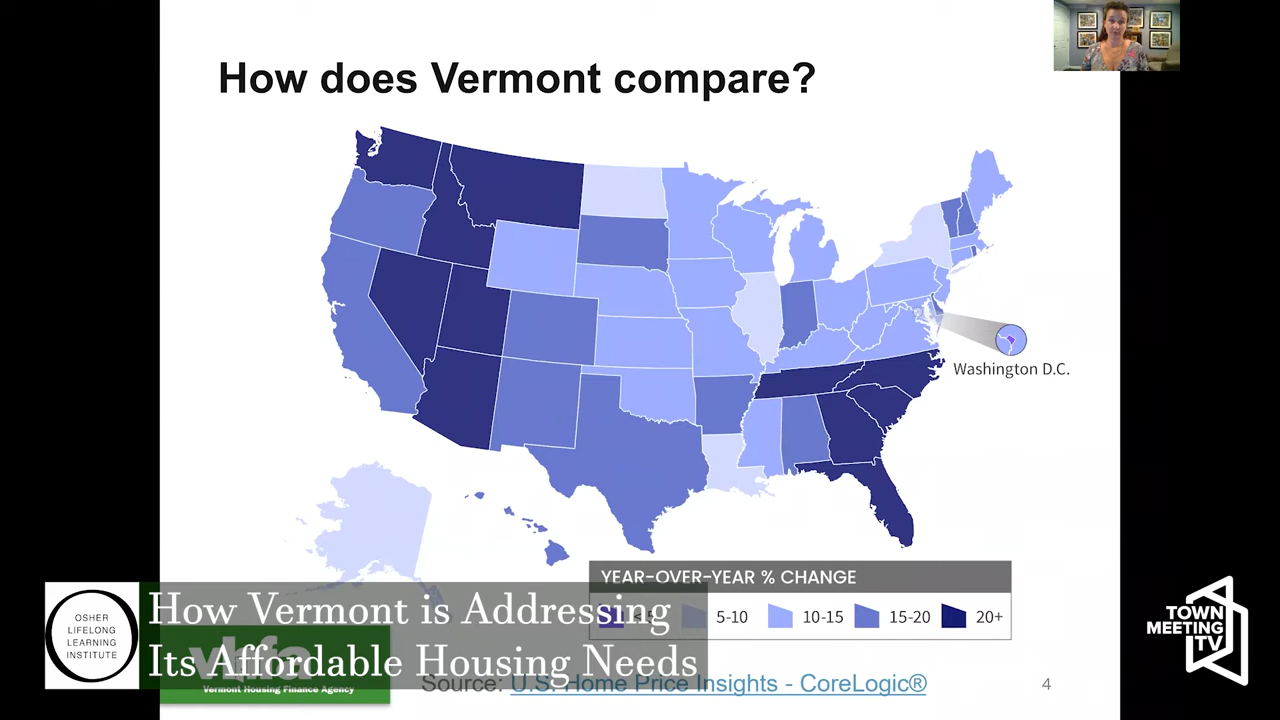 How does Vermont compare?
Washington D.C.
YEAR-OVER-YEAR % CHANGE
5-10
10-15
15-20
20+
OSHER
LIFELONG
LEARNING
INSTITUTE
How Vermont is Addressing
Its Affordable Housing Needs
vhfa
Vermont Housing Finance Agency
Source: U.S. Home Price Insights - CoreLogic®
4
TOWN
MEETING
TV